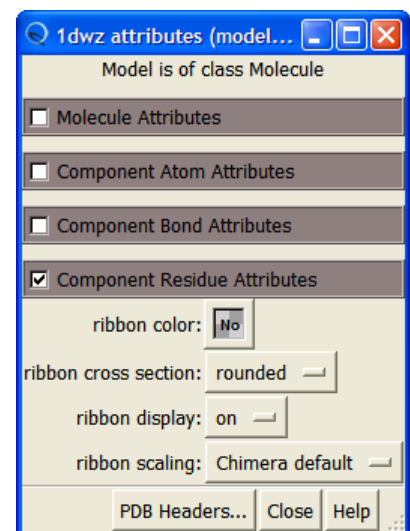 1dwz attributes (model...
Model is of class Molecule
Molecule Attributes
Component Atom Attributes
Component Bond Attributes
Component Residue Attributes
ribbon color: No
ribbon cross section: rounded
ribbon display: on
ribbon scaling: Chimera default
PDB Headers... Close Help